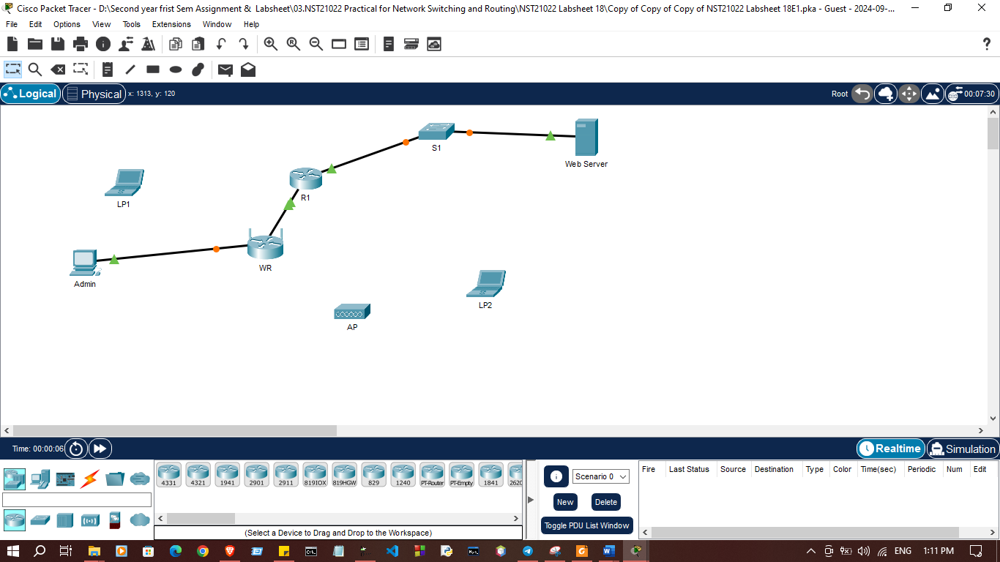 Cisco Packet Tracer - D:\Second year frist Sem Assignment & Labsheet\03.NST21022 Practical for Network Switching and Routing\NST21022 Labsheet 18\Copy of Copy of Copy of NST21022 Labsheet 18E1.pka - Guest - 2024-09-...
File Edit Options View Tools Extensions Window Help
Logical Physical x: 1313, y: 120 Root 00:07:30
S1
Web Server
R1
LP1
WR
Admin
LP2
AP
Time: 00:00:06 Realtime Simulation
4331 4321 1941 2901 2911 819IOX 819HGW 829 1240 PT-Router PT-Empty 1841 2620
(Select a Device to Drag and Drop to the Workspace)
Scenario 0
New Delete
Toggle PDU List Window
Fire Last Status Source Destination Type Color Time(sec) Periodic Num Edit
ENG 1:11 PM